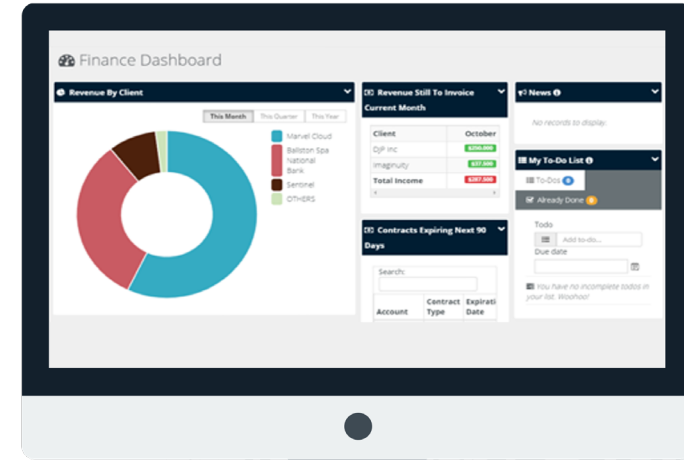 Finance Dashboard
Revenue By Client
This Month This Quarter This Year
Marvel Cloud
Ballston Spa
National
Bank
Sentinel
OTHERS
Revenue Still To Invoice
Current Month
Client October
DJP Inc
Imaginuity
Total Income
Contracts Expiring Next 90
Days
Search:
Account Contract Type Expirati Date
News
No records to display.
My To-Do List
To-Dos 0
Already Done 0
Todo
Add to-do...
Due date
You have no incomplete todos in
your list. Woohoo!